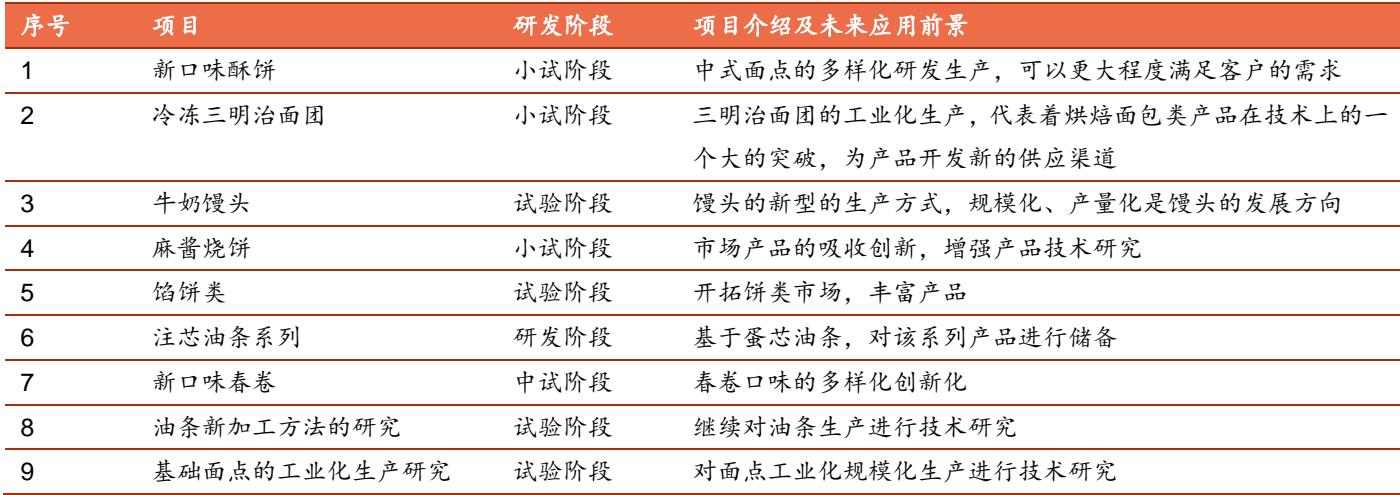 序号 项目 研发阶段 项目介绍及未来应用前景
1 新口味酥饼 小试阶段 中式面点的多样化研发生产，可以更大程度满足客户的需求
2 冷冻三明治面团 小试阶段 三明治面团的工业化生产，代表着烘焙面包类产品在技术上的一
个大的突破，为产品开发新的供应渠道
3 牛奶馒头 试验阶段 馒头的新型的生产方式，规模化、产量化是馒头的发展方向
4 麻酱烧饼 小试阶段 市场产品的吸收创新，增强产品技术研究
5 馅饼类 试验阶段 开拓饼类市场，丰富产品
6 注芯油条系列 研发阶段 基于蛋芯油条，对该系列产品进行储备
7 新口味春卷 中试阶段 春卷口味的多样化创新化
8 油条新加工方法的研究 试验阶段 继续对油条生产进行技术研究
9 基础面点的工业化生产研究 试验阶段 对面点工业化规模化生产进行技术研究